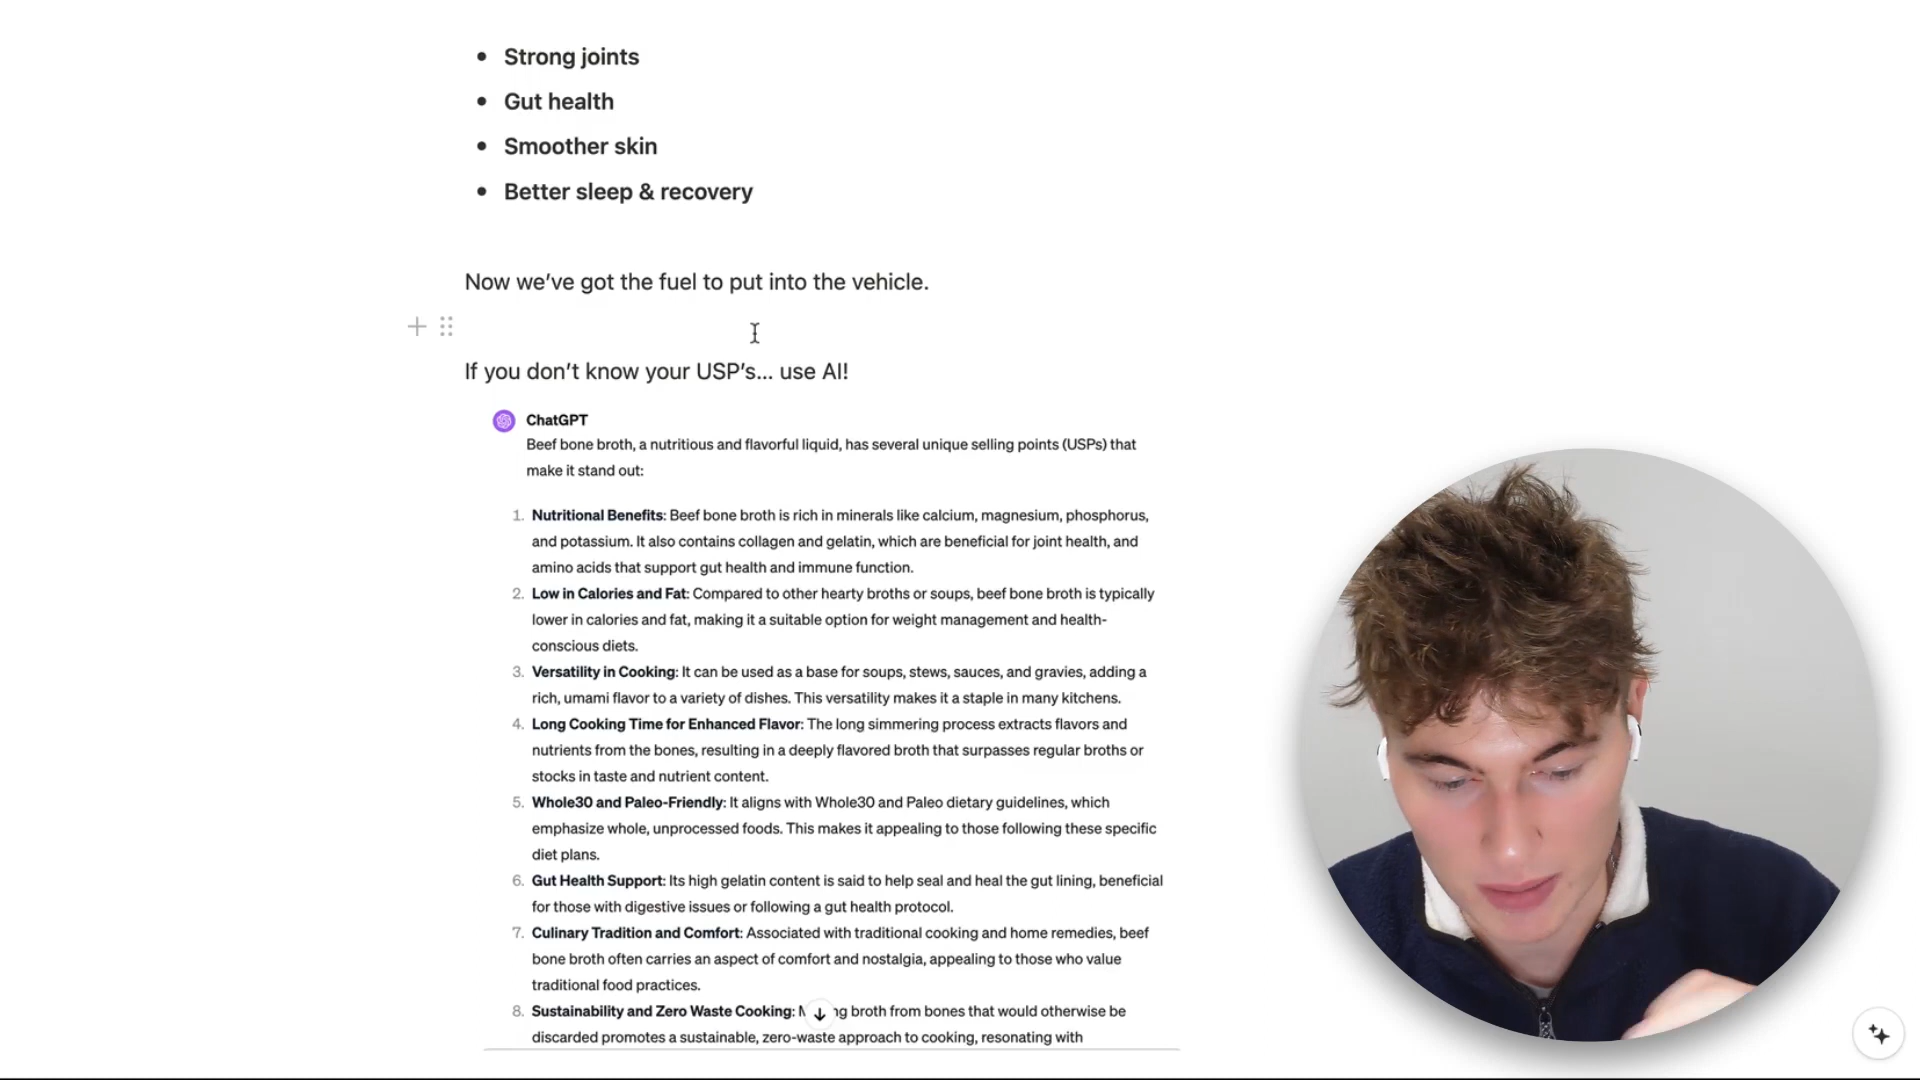 • Strong joints
• Gut health
• Smoother skin
• Better sleep & recovery
Now we’ve got the fuel to put into the vehicle.
If you don’t know your USP’s... use AI!
ChatGPT
Beef bone broth, a nutritious and flavorful liquid, has several unique selling points (USPs) that
make it stand out:
1. Nutritional Benefits: Beef bone broth is rich in minerals like calcium, magnesium, phosphorus,
and potassium. It also contains collagen and gelatin, which are beneficial for joint health, and
amino acids that support gut health and immune function.
2. Low in Calories and Fat: Compared to other hearty broths or soups, beef bone broth is typically
lower in calories and fat, making it a suitable option for weight management and health-
conscious diets.
3. Versatility in Cooking: It can be used as a base for soups, stews, sauces, and gravies, adding a
rich, umami flavor to a variety of dishes. This versatility makes it a staple in many kitchens.
4. Long Cooking Time for Enhanced Flavor: The long simmering process extracts flavors and
nutrients from the bones, resulting in a deeply flavored broth that surpasses regular broths or
stocks in taste and nutrient content.
5. Whole30 and Paleo-Friendly: It aligns with Whole30 and Paleo dietary guidelines, which
emphasize whole, unprocessed foods. This makes it appealing to those following these specific
diet plans.
6. Gut Health Support: Its high gelatin content is said to help seal and heal the gut lining, beneficial
for those with digestive issues or following a gut health protocol.
7. Culinary Tradition and Comfort: Associated with traditional cooking and home remedies, beef
bone broth often carries an aspect of comfort and nostalgia, appealing to those who value
traditional food practices.
8. Sustainability and Zero Waste Cooking: broth from bones that would otherwise be
discarded promotes a sustainable, zero-waste approach to cooking, resonating with